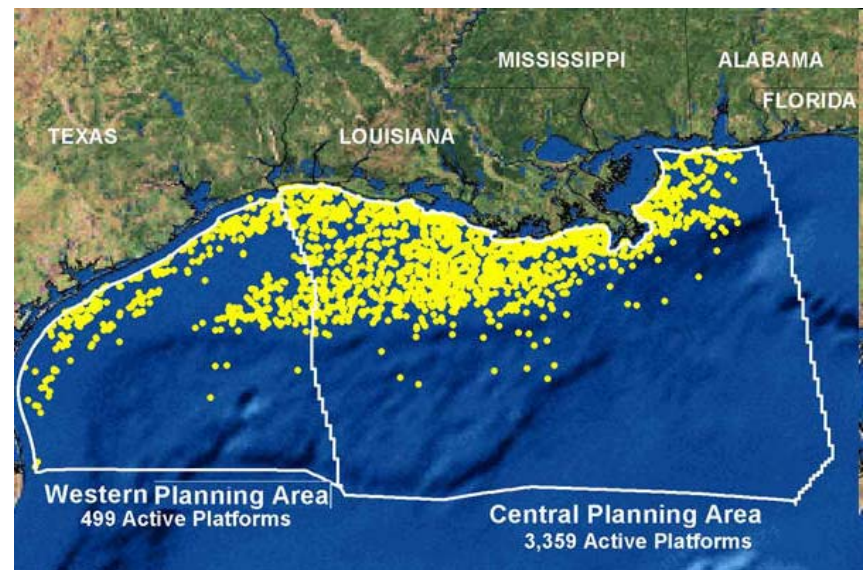 MISSISSIPPI
ALABAMA
FLORIDA
TEXAS
LOUISIANA
Western Planning Area
499 Active Platforms
Central Planning Area
3,359 Active Platforms